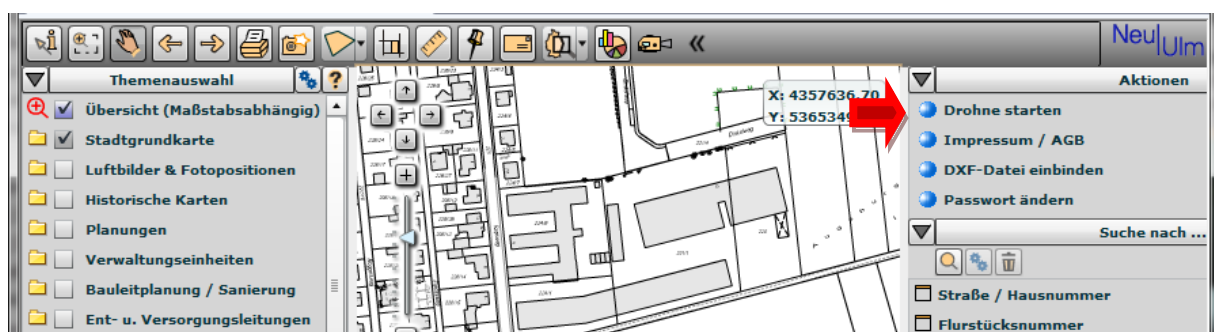 Neu|Ulm
Themenauswahl
?
Übersicht (Maßstabsabhängig)
Stadtgrundkarte
Luftbilder & Fotopositionen
Historische Karten
Planungen
Verwaltungseinheiten
Bauleitplanung / Sanierung
Ent- u. Versorgungsleitungen
X: 4357636.70
Y: 5365349
Aktionen
Drohne starten
Impressum / AGB
DXF-Datei einbinden
Passwort ändern
Suche nach ...
Straße / Hausnummer
Flurstücksnummer